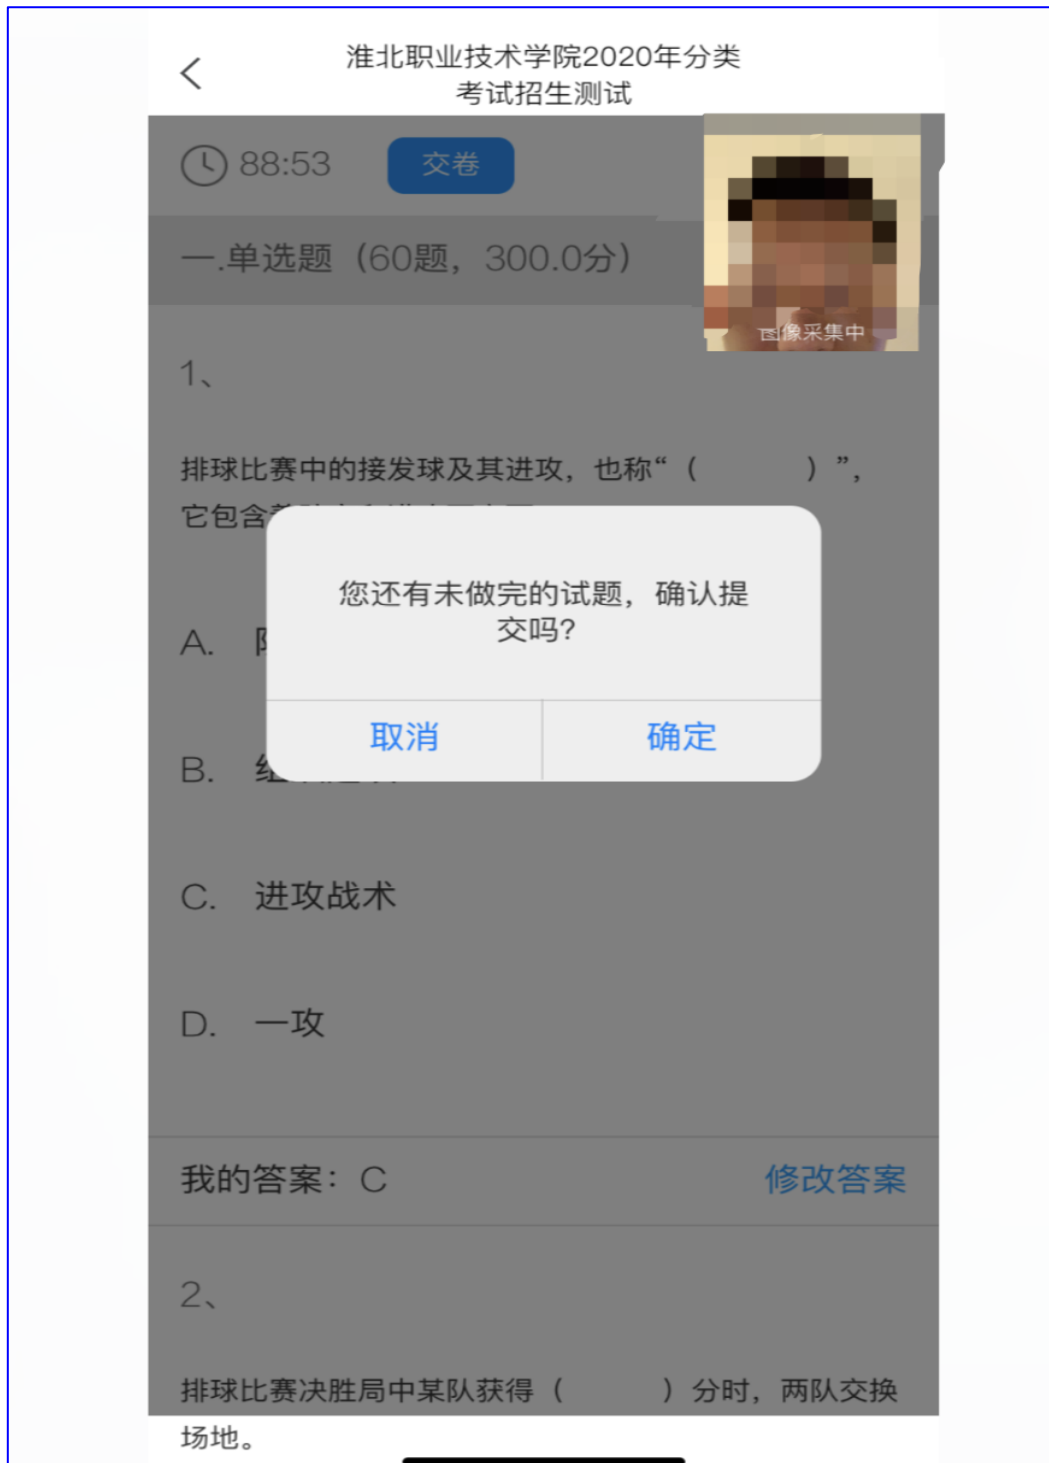 淮北职业技术学院2020年分类
考试招生测试
88:53
交卷
一.单选题（60题，300.0分）
图像采集中
1、
排球比赛中的接发球及其进攻，也称“（　　　）”，
它包含
您还有未做完的试题，确认提
交吗？
取消
确定
A.
B.
C. 进攻战术
D. 一攻
我的答案：C
修改答案
2、
排球比赛决胜局中某队获得（　　　）分时，两队交换
场地。